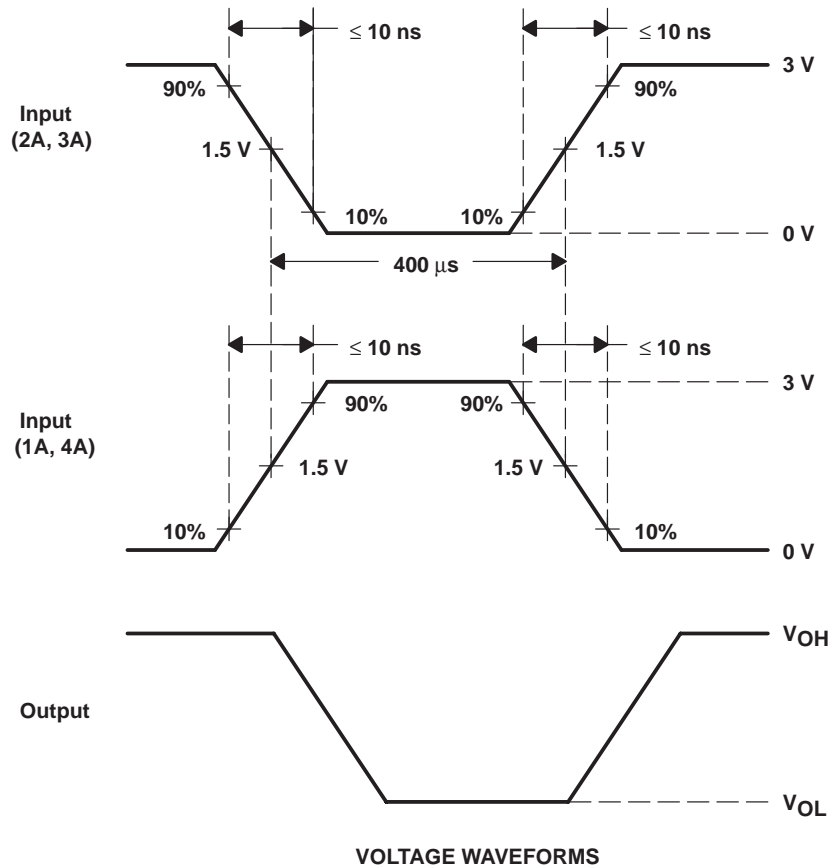 ≤ 10 ns ≤ 10 ns
3 V
90% 90%
Input
(2A, 3A)
1.5 V 1.5 V
10% 10%
0 V
400 μs
≤ 10 ns ≤ 10 ns
3 V
90% 90%
Input
(1A, 4A)
1.5 V 1.5 V
10% 10%
0 V
VOH
Output
VOL
VOLTAGE WAVEFORMS